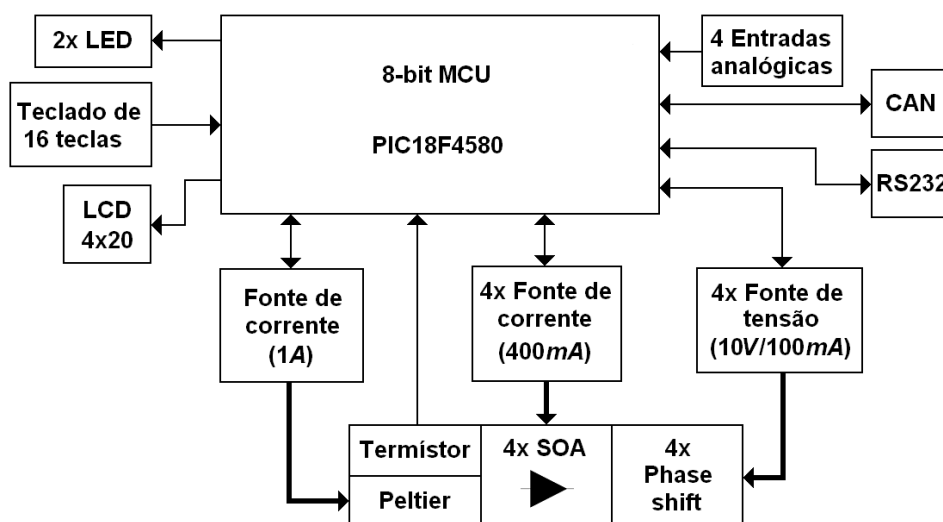 2x LED
Teclado de
16 teclas
LCD
4x20
8-bit MCU
PIC18F4580
4 Entradas
analógicas
CAN
RS232
Fonte de
corrente
(1A)
4x Fonte de
corrente
(400mA)
4x Fonte de
tensão
(10V/100mA)
Termístor
Peltier
4x SOA
4x
Phase
shift